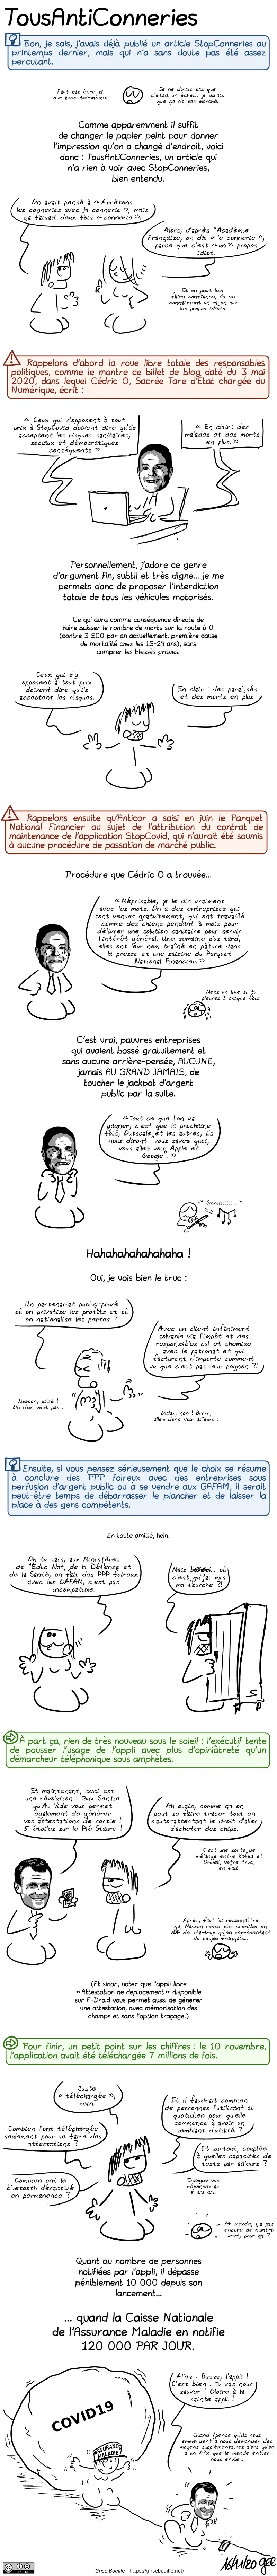 TousAntiConneries
Bon, je sais, j'avais déjà publié un article StopConneries au
printemps dernier, mais qui n'a sans doute pas été assez
percutant.
Faut pas être si
dur avec toi-même.
Je ne dirais pas que
c'était un échec, je dirais
que ça n'a pas marché.
Comme apparemment il suffit
de changer le papier peint pour donner
l'impression qu'on a changé d'endroit, voici
donc : TousAntiConneries, un article qui
n'a rien à voir avec StopConneries,
bien entendu.
On avait pensé à « Arrêtons
les conneries avec la connerie », mais
ça faisait deux fois « connerie ».
Alors, d'après l'Académie
Française, on dit « le connerie »,
parce que c'est « un » propos
idiot.
Et on peut leur
faire confiance, ils en
connaissent un rayon sur
les propos idiots.
Rappelons d'abord la roue libre totale des responsables
politiques, comme le montre ce billet de blog daté du 3 mai
2020, dans lequel Cédric O, Sacrée Tare d'État chargée du
Numérique, écrit :
« Ceux qui s'opposent à tout
prix à StopCovid doivent dire qu'ils
acceptent les risques sanitaires,
sociaux et démocratiques
conséquents. »
« En clair : des
malades et des morts
en plus. »
Personnellement, j'adore ce genre
d'argument fin, subtil et très digne... je me
permets donc de proposer l'interdiction
totale de tous les véhicules motorisés.
Ce qui aura comme conséquence directe de
faire baisser le nombre de morts sur la route à 0
(contre 3 500 par an actuellement, première cause
de mortalité chez les 15-24 ans), sans
compter les blessés graves.
Ceux qui s'y
opposent à tout prix
doivent dire qu'ils
acceptent les risques.
En clair : des paralysés
et des morts en plus.
Rappelons ensuite qu'Anticor a saisi en juin le Parquet
National Financier au sujet de l'attribution du contrat de
maintenance de l'application StopCovid, qui n'aurait été soumis
à aucune procédure de passation de marché public.
Procédure que Cédric O a trouvée...
« Méprisable, je le dis vraiment
avec les mots. On a des entreprises qui
sont venues gratuitement, qui ont travaillé
comme des chiens pendant 3 mois pour
délivrer une solution sanitaire pour servir
l'intérêt général. Une semaine plus tard,
elles ont leur nom traîné en pâture dans
la presse et une saisine du Parquet
National Financier. »
Mets un like si tu
pleures à chaque fois.
C'est vrai, pauvres entreprises
qui avaient bossé gratuitement et
sans aucune arrière-pensée, AUCUNE,
jamais AU GRAND JAMAIS, de
toucher le jackpot d'argent
public par la suite.
« Tout ce que l'on va
gagner, c'est que la prochaine
fois, Outscale et les autres, ils
nous diront vous savez quoi,
vous allez voir Apple et
Google. »
Hahahahahahahaha !
Oui, je vois bien le truc :
Un partenariat public-privé
où on privatise les profits et où
on nationalise les pertes ?
Avec un client infiniment
solvable via l'impôt et des
responsables cul et chemise
avec le patronat et qui
facturent n'importe comment
vu que c'est pas leur pognon ?!
Noooon, pitié !
On n'en veut pas !
Olàlà, non ! Brrrr,
allez donc voir ailleurs !
Ensuite, si vous pensez sérieusement que le choix se résume
à conclure des PPP foireux avec des entreprises sous
perfusion d'argent public ou à se vendre aux GAFAM, il serait
peut-être temps de débarrasser le plancher et de laisser la
place à des gens compétents.
En toute amitié, hein.
Oh tu sais, aux Ministères
de l'Éduc Nat, de la Défense et
de la Santé, on fait des PPP foireux
avec les GAFAM, c'est pas
incompatible.
où
c'est qu'j'ai mis
ma fourche ?!
À part ça, rien de très nouveau sous le soleil : l'exécutif tente
de pousser l'usage de l'appli avec plus d'opiniâtreté qu'un
démarcheur téléphonique sous amphètes.
Et maintenant, ceci est
une révolution : Toux Sentie
Qu'Au Vide vous permet
également de générer
vos attestations de sortie !
5 étoiles sur le Plé Staure !
Ah ouais, comme ça on
peut se faire tracer tout en
s'auto-attestant le droit d'aller
s'acheter des chips.
C'est une sorte de
mélange entre Kafka et
Orwell, votre truc,
en fait.
Après, faut lui reconnaître
ça, Macron reste plus crédible en
VRP de start-up qu'en représentant
du peuple français...
(Et sinon, notez que l'appli libre
« Attestation de déplacement » disponible
sur F-Droid vous permet aussi de générer
une attestation, avec mémorisation des
champs et sans l'option traçage.)
Pour finir, un petit point sur les chiffres : le 10 novembre,
l'application avait été téléchargée 7 millions de fois.
Juste
« téléchargée »,
hein.
Combien l'ont téléchargée
seulement pour se faire des
attestations ?
Combien ont le
bluetooth désactivé
en permanence ?
Et il faudrait combien
de personnes l'utilisant au
quotidien pour qu'elle
commence à avoir un
semblant d'utilité ?
Et surtout, couplée
à quelles capacités de
tests par ailleurs ?
Envoyez vos
réponses au
8 12 12.
Ah merde, y'a pas
encore de numéro
vert, pour ça ?
Quant au nombre de personnes
notifiées par l'appli, il dépasse
péniblement 10 000 depuis son
lancement...
... quand la Caisse Nationale
de l'Assurance Maladie en notifie
120 000 PAR JOUR.
COVID19
ASSURANCE
MALADIE
Allez ! Bzzzz, l'appli !
C'est bien ! Tu vas nous
sauver ! Gloire à la
sainte appli !
Quand j'pense qu'ils nous
emmerdent à nous demander des
moyens supplémentaires alors qu'on
a un APK que le monde entier
nous envie...
Grise Bouille - https://grisebouille.net/